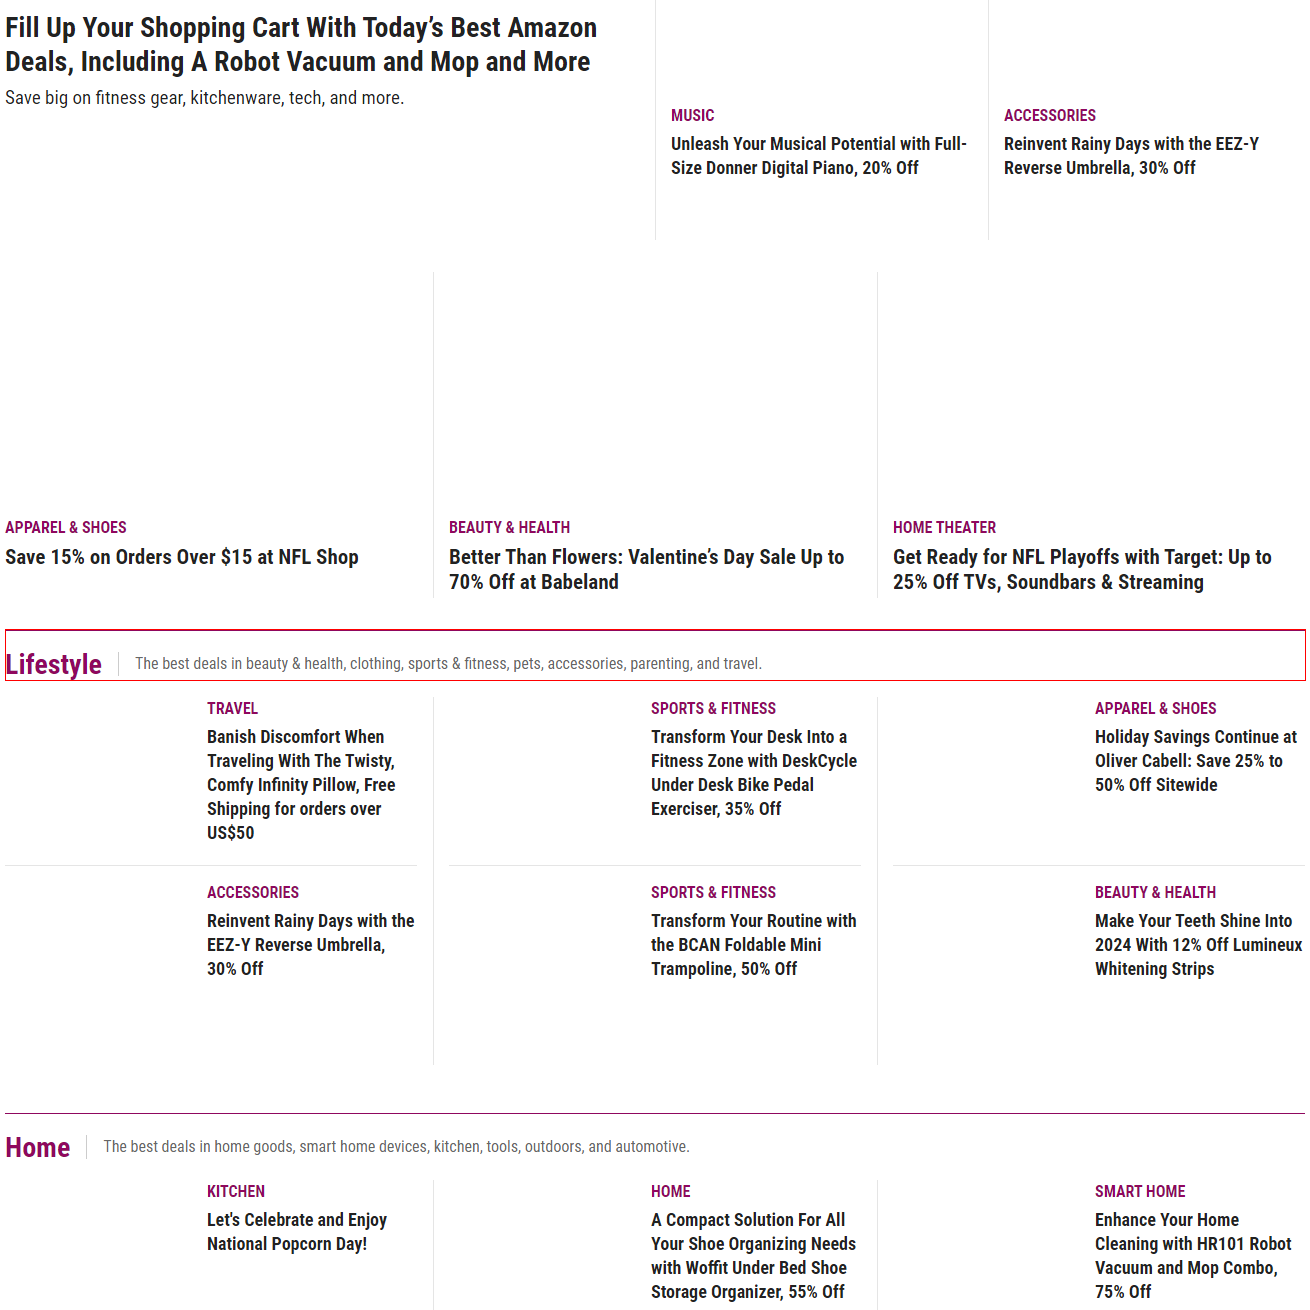 Fill Up Your Shopping Cart With Today’s Best Amazon
Deals, Including A Robot Vacuum and Mop and More
Save big on fitness gear, kitchenware, tech, and more.
MUSIC
Unleash Your Musical Potential with Full-
Size Donner Digital Piano, 20% Off
ACCESSORIES
Reinvent Rainy Days with the EEZ-Y
Reverse Umbrella, 30% Off
APPAREL & SHOES
Save 15% on Orders Over $15 at NFL Shop
BEAUTY & HEALTH
Better Than Flowers: Valentine’s Day Sale Up to
70% Off at Babeland
HOME THEATER
Get Ready for NFL Playoffs with Target: Up to
25% Off TVs, Soundbars & Streaming
Lifestyle
The best deals in beauty & health, clothing, sports & fitness, pets, accessories, parenting, and travel.
TRAVEL
Banish Discomfort When
Traveling With The Twisty,
Comfy Infinity Pillow, Free
Shipping for orders over
US$50
SPORTS & FITNESS
Transform Your Desk Into a
Fitness Zone with DeskCycle
Under Desk Bike Pedal
Exerciser, 35% Off
APPAREL & SHOES
Holiday Savings Continue at
Oliver Cabell: Save 25% to
50% Off Sitewide
ACCESSORIES
Reinvent Rainy Days with the
EEZ-Y Reverse Umbrella,
30% Off
SPORTS & FITNESS
Transform Your Routine with
the BCAN Foldable Mini
Trampoline, 50% Off
BEAUTY & HEALTH
Make Your Teeth Shine Into
2024 With 12% Off Lumineux
Whitening Strips
Home
The best deals in home goods, smart home devices, kitchen, tools, outdoors, and automotive.
KITCHEN
Let's Celebrate and Enjoy
National Popcorn Day!
HOME
A Compact Solution For All
Your Shoe Organizing Needs
with Woffit Under Bed Shoe
Storage Organizer, 55% Off
SMART HOME
Enhance Your Home
Cleaning with HR101 Robot
Vacuum and Mop Combo,
75% Off